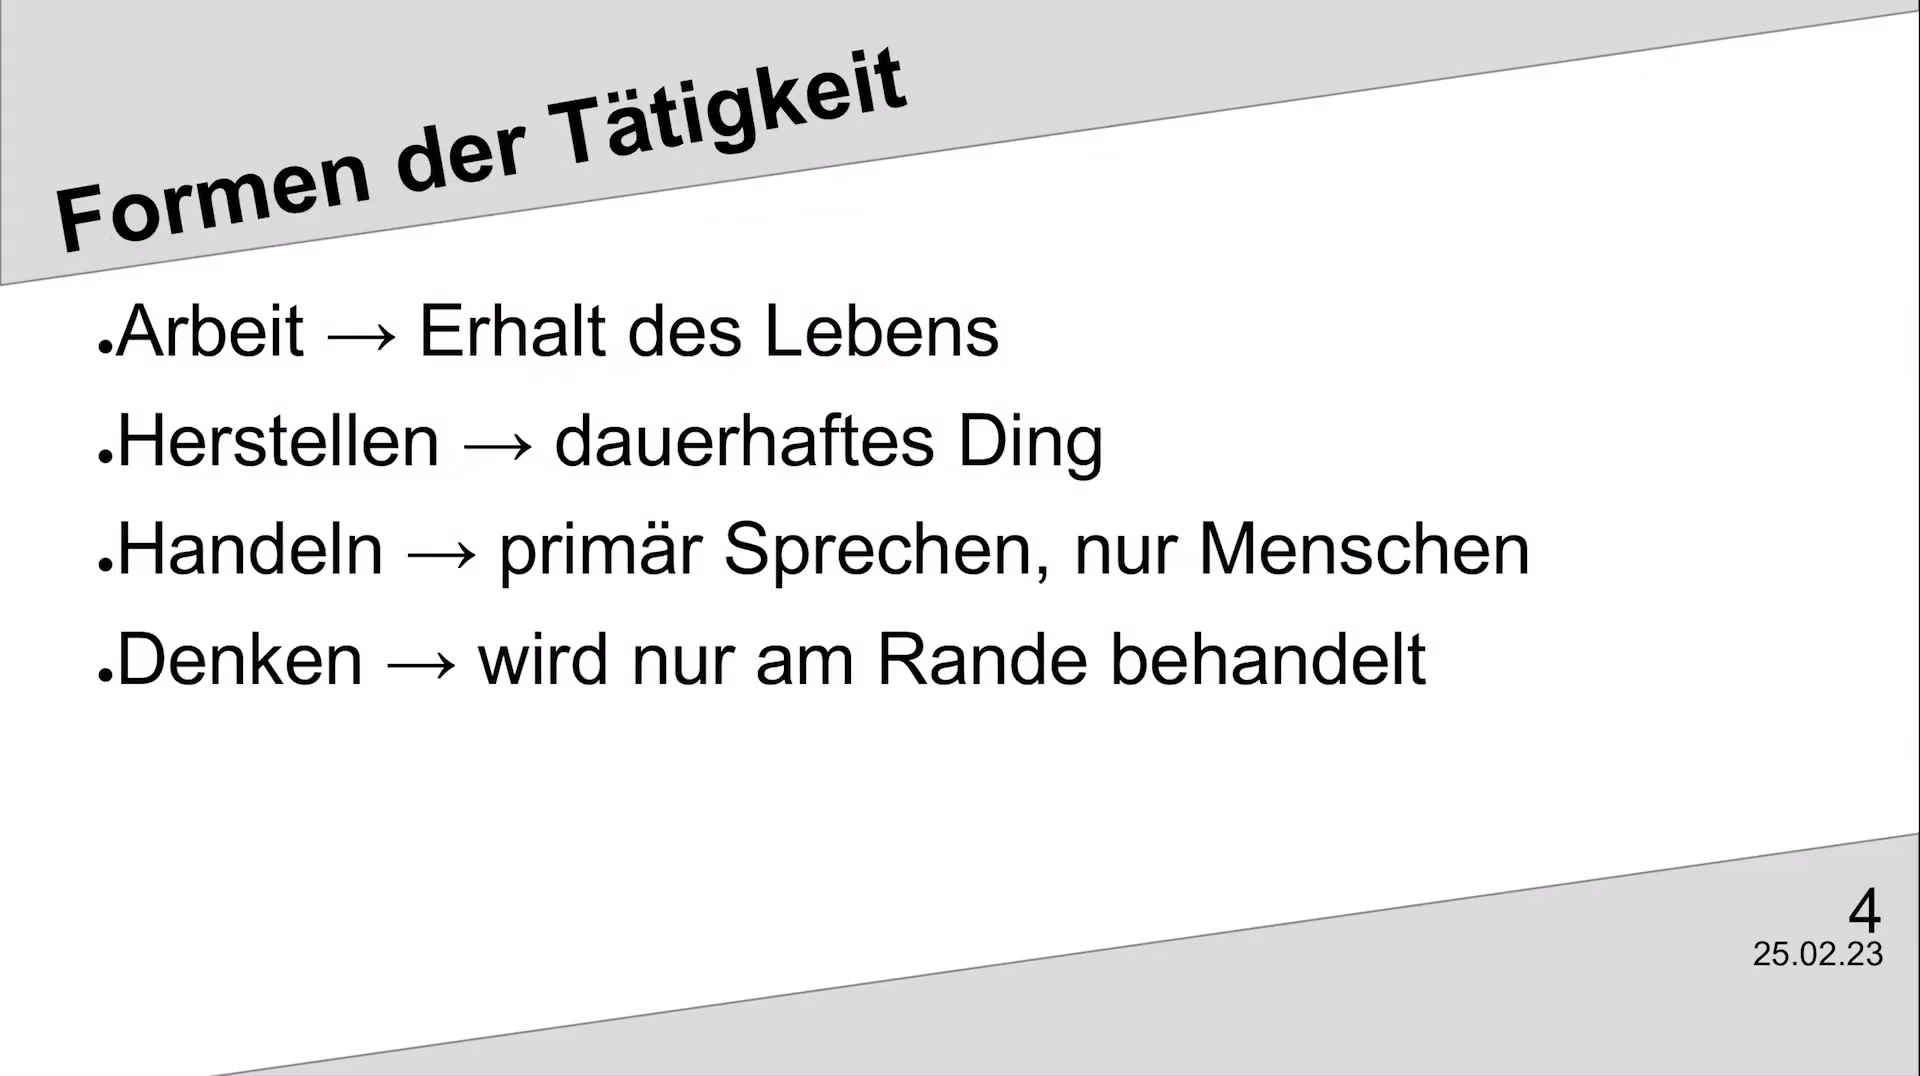 Formen der Tätigkeit
●Arbeit → Erhalt des Lebens
●Herstellen → dauerhaftes Ding
●Handeln → primär Sprechen, nur Menschen
●Denken → wird nur am Rande behandelt
4
25.02.23